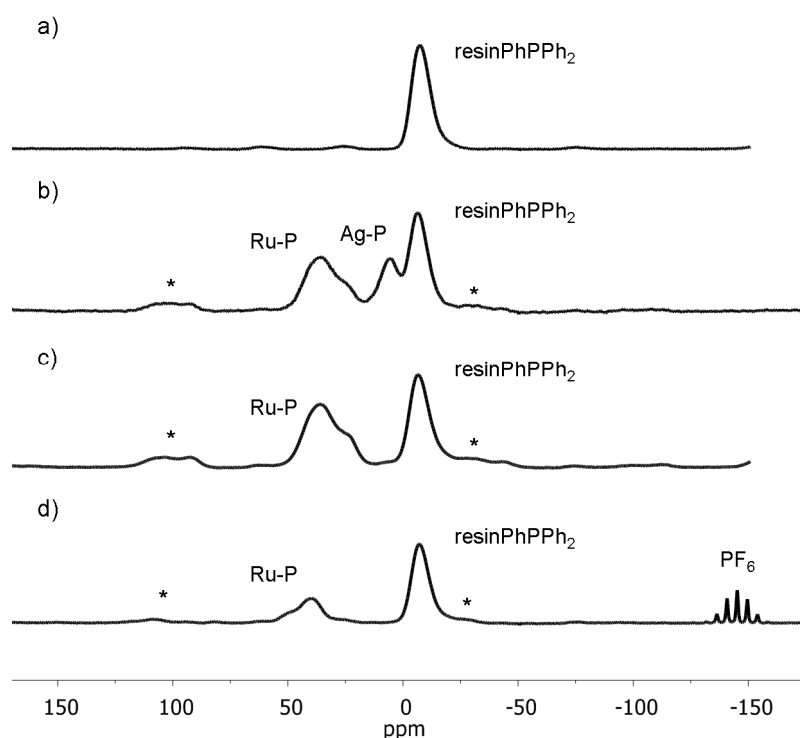 a)
resinPhPPh₂
b)
resinPhPPh₂
Ru-P
Ag-P
*
*
c)
resinPhPPh₂
Ru-P
*
*
d)
resinPhPPh₂
PF₆
Ru-P
*
*
150 100 50 0 -50 -100 -150
ppm